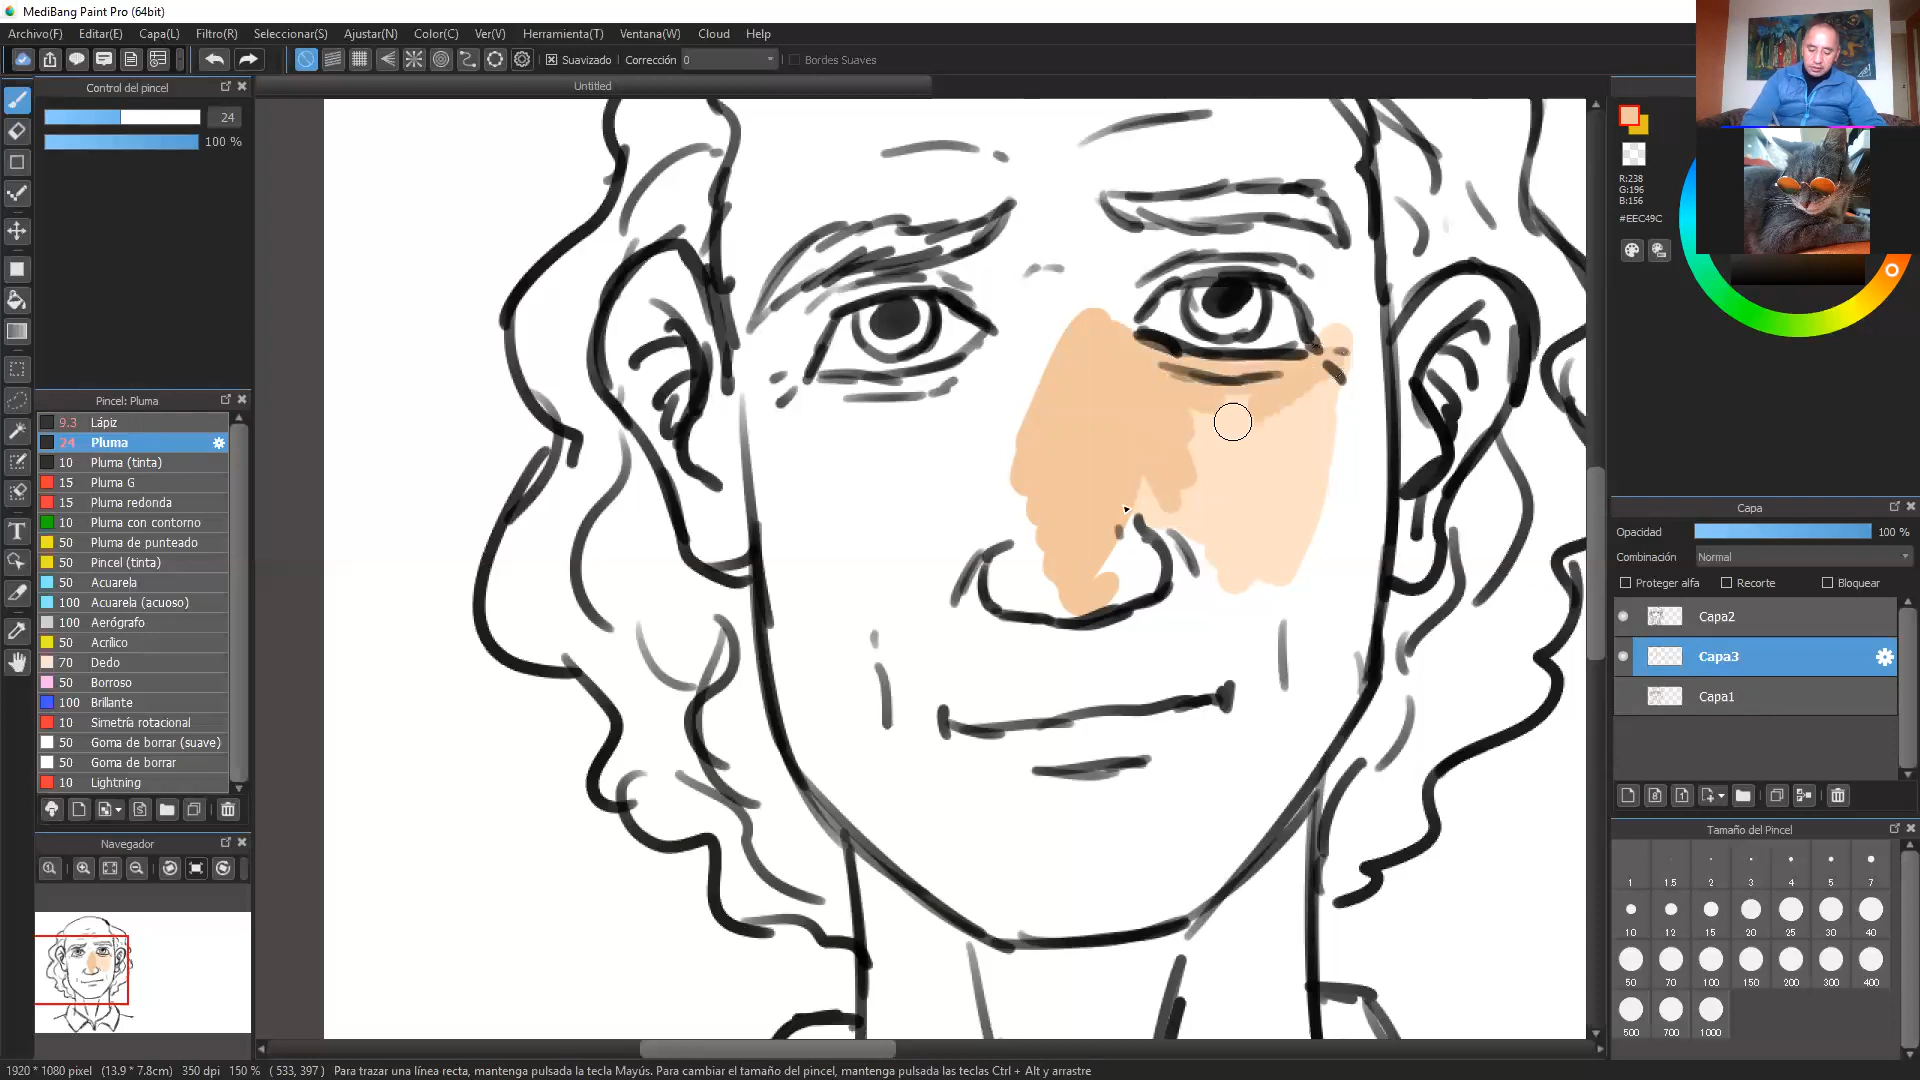 MediBang Paint Pro (64bit)
Archivo(F) Editar(E) Capa(L) Filtro(R) Seleccionar(S) Ajustar(N) Color(C) Ver(V) Herramienta(T) Ventana(W) Cloud Help
Suavizado Corrección 0 Bordes Suaves
Control del pincel
Untitled
24
100 %
R:238
G:196
B:156
#EEC49C
Pincel: Pluma
9.3 Lápiz
24 Pluma
10 Pluma (tinta)
15 Pluma G
15 Pluma redonda
10 Pluma con contorno
50 Pluma de punteado
50 Pincel (tinta)
50 Acuarela
100 Acuarela (acuoso)
100 Aerógrafo
50 Acrílico
70 Dedo
50 Borroso
100 Brillante
10 Simetría rotacional
50 Goma de borrar (suave)
50 Goma de borrar
10 Lightning
Navegador
Capa
Opacidad 100 %
Combinación Normal
Proteger alfa Recorte Bloquear
Capa2
Capa3
Capa1
Tamaño del Pincel
1 1.5 2 3 4 5 7
10 12 15 20 25 30 40
50 70 100 150 200 300 400
500 700 1000
1920 * 1080 pixel (13.9 * 7.8cm) 350 dpi 150 % ( 533, 397 ) Para trazar una línea recta, mantenga pulsada la tecla Mayús. Para cambiar el tamaño del pincel, mantenga pulsada las teclas Ctrl + Alt y arrastre